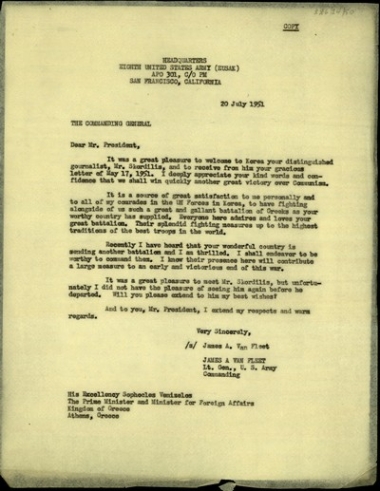 COPY
HEADQUARTERS
EIGHTH UNITED STATES ARMY (EUSAK)
APO 301, C/O PM
SAN FRANCISCO, CALIFORNIA
20 July 1951
THE COMMANDING GENERAL
Dear Mr. President,
It was a great pleasure to welcome to Korea your distinguished
journalist, Mr. Skordilis, and to receive from him your gracious
letter of May 17, 1951. I deeply appreciate your kind words and con-
fidence that we shall win quickly another great victory over Communism.
It is a source of great satisfaction to me personally and
to all of my comrades in the UN Forces in Korea, to have fighting
alongside of us such a great and gallant battalion of Greeks as your
worthy country has supplied. Everyone here admires and loves your
great battalion. Their splendid fighting measures up to the highest
traditions of the best troops in the world.
Recently I have heard that your wonderful country is
sending another battalion and I am thrilled. I shall endeavor to be
worthy to command them. I know their presence here will contribute
a large measure to an early and victorious end of this war.
It was a great pleasure to meet Mr. Skordilis, but unfortu-
nately I did not have the pleasure of seeing him again before he
departed. Will you please extend to him my best wishes?
And to you, Mr. President, I extend my respects and warm
regards.
Very Sincerely,
/s/ James A. Van Fleet
JAMES A VAN FLEET
Lt. Gen., U. S. Army
Commanding
His Excellency Sophocles Venizelos
The Prime Minister and Minister for Foreign Affairs
Kingdom of Greece
Athens, Greece